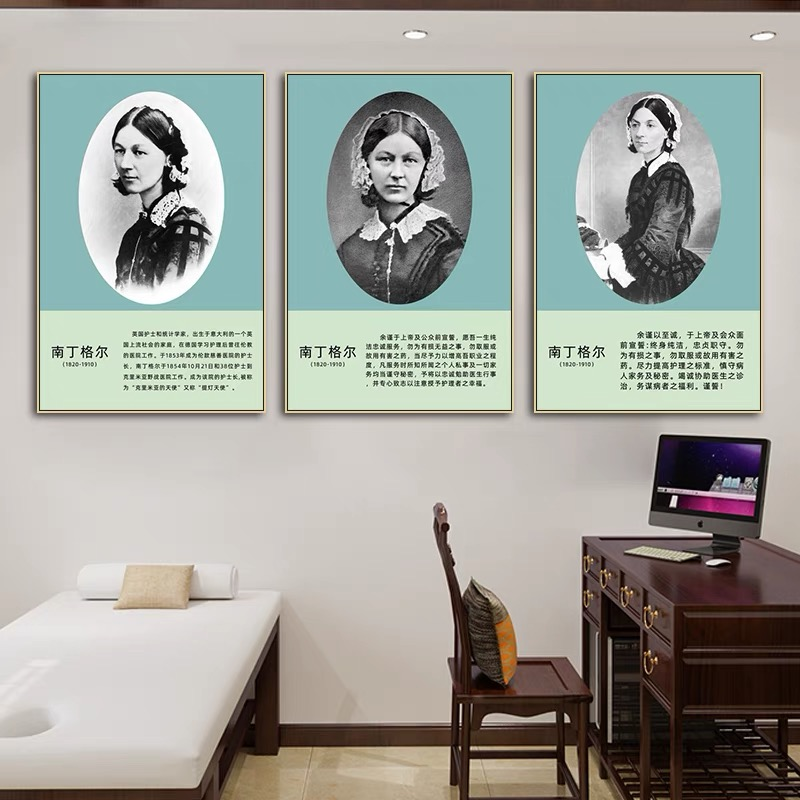 南丁格尔
(1820-1910)
英国护士和统计学家，出生于意大利的一个英
国上流社会的家庭，在德国学习护理后曾往伦敦
的医院工作。于1853年成为伦敦慈善医院的护士
长。南丁格尔于1854年10月21日和38位护士到
克里米亚野战医院工作。成为该院的护士长,被称
为“克里米亚的天使”又称“提灯天使”。
南丁格尔
(1820-1910)
余谨于上帝及公众前宣誓，愿吾一生纯
洁忠诚服务，勿为有损无益之事，勿取服或
故用有害之药，当尽予力以增高吾职业之程
度，凡服务时所知所闻之个人私事及一切家
务均当谨守秘密，予将以忠诚勉助医生行事
，并专心致志以注意授予护理者之幸福。
南丁格尔
(1820-1910)
余谨以至诚，于上帝及会众面
前宣誓:终身纯洁，忠贞职守。勿
为有损之事，勿取服或故用有害之
药。尽力提高护理之标准，慎守病
人家务及秘密。竭诚协助医生之诊
治，务谋病者之福利。谨誓！